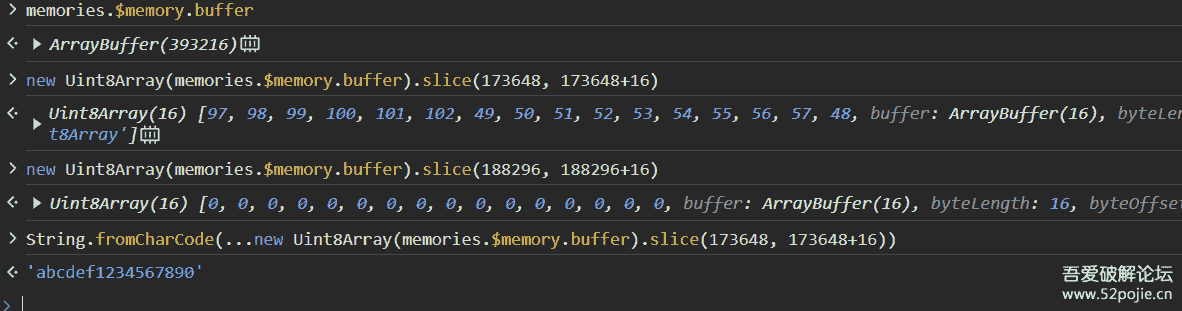 > memories.$memory.buffer
<· ▶ ArrayBuffer(393216)
> new Uint8Array(memories.$memory.buffer).slice(173648, 173648+16)
<· ▶ Uint8Array(16) [97, 98, 99, 100, 101, 102, 49, 50, 51, 52, 53, 54, 55, 56, 57, 48, buffer: ArrayBuffer(16), byteLen
t8Array']
> new Uint8Array(memories.$memory.buffer).slice(188296, 188296+16)
<· ▶ Uint8Array(16) [0, 0, 0, 0, 0, 0, 0, 0, 0, 0, 0, 0, 0, 0, 0, 0, buffer: ArrayBuffer(16), byteLength: 16, byteOffset
> String.fromCharCode(...new Uint8Array(memories.$memory.buffer).slice(173648, 173648+16))
<· 'abcdef1234567890'
>
吾爱破解论坛
www.52pojie.cn